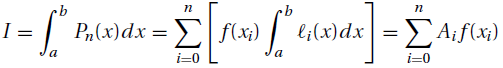 I = \int_a^b P_n(x)dx = \sum_{i=0}^n \left[ f(x_i) \int_a^b \ell_i(x)dx \right] = \sum_{i=0}^n A_i f(x_i)